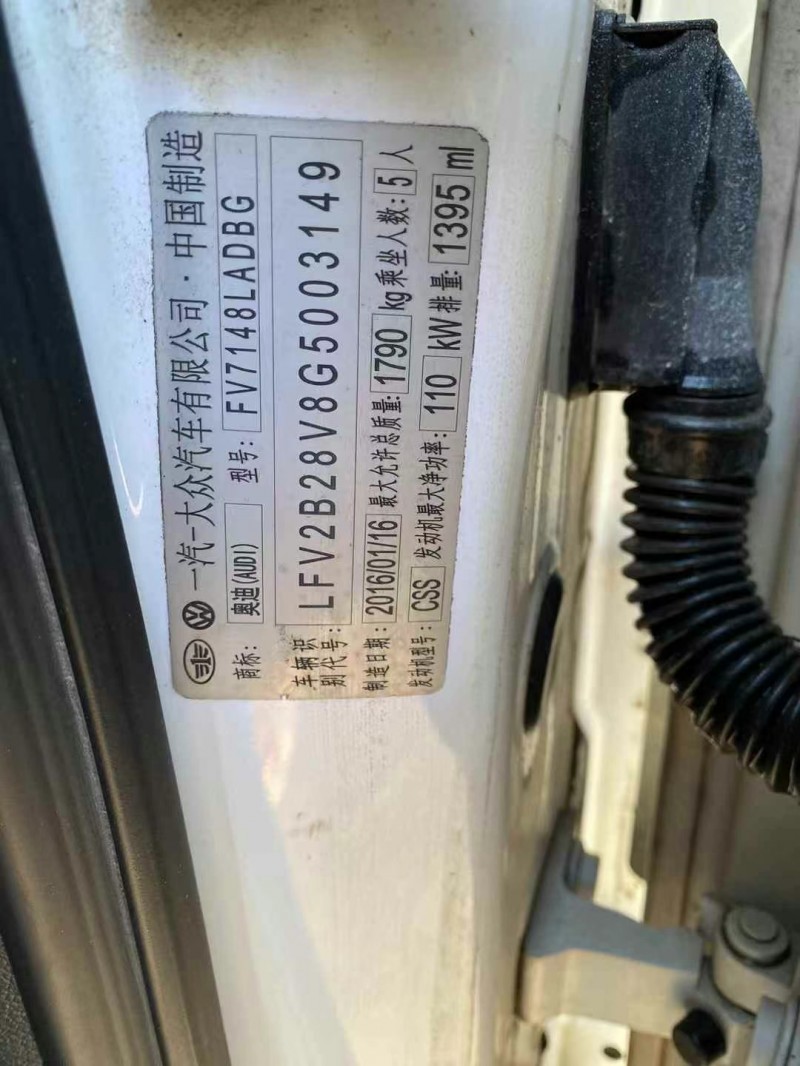 一汽-大众汽车有限公司·中国制造
商标: 奥迪(AUDI) 型号: FV7148LADBG
车辆识别代号: LFV2B28V8G5003149
制造日期: 2016/01/16 最大允许总质量: 1790 kg 乘坐人数: 5 人
发动机型号: CSS 发动机最大净功率: 110 kW 排量: 1395 ml